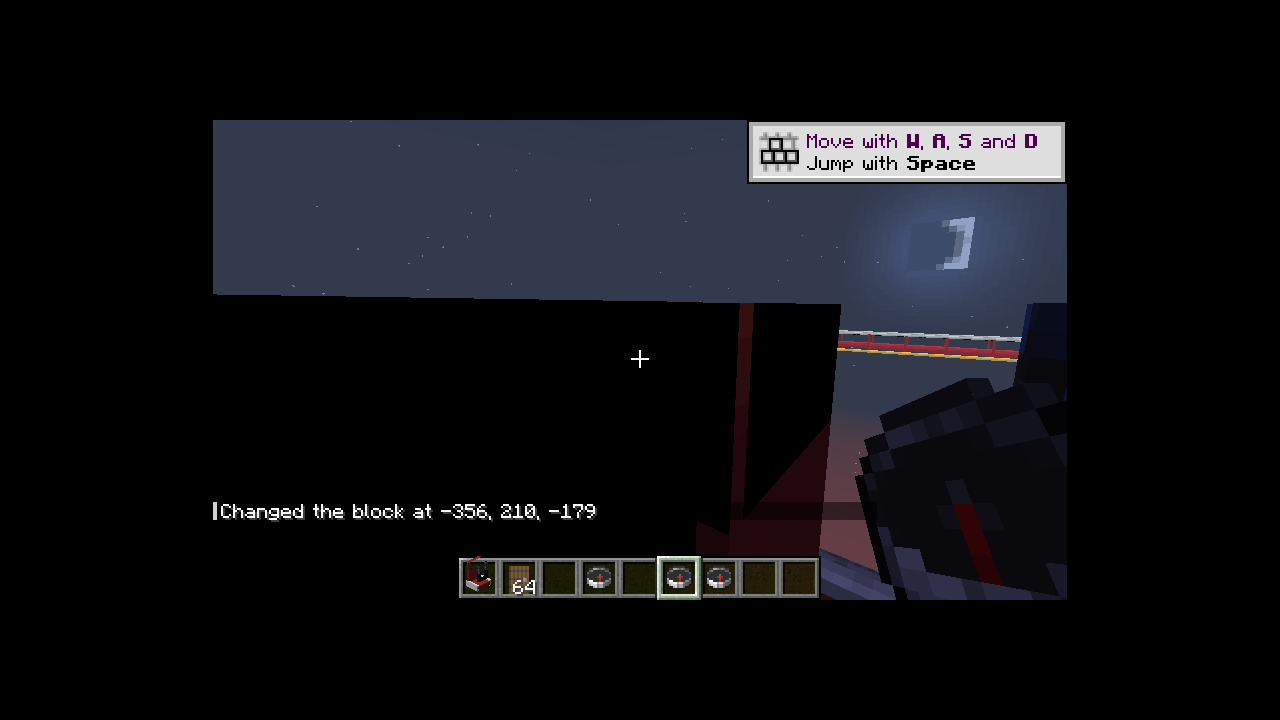 Move with W, A, S and D
Jump with Space
Changed the block at -356, 210, -179
64